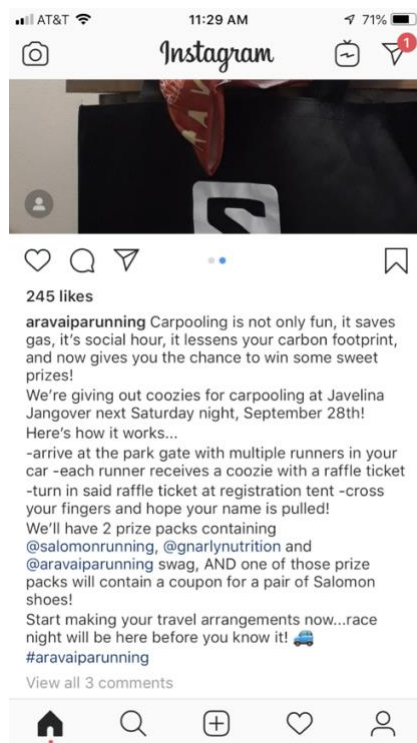 AT&T 11:29 AM 71%
Instagram 1
245 likes
aravaiparunning Carpooling is not only fun, it saves
gas, it's social hour, it lessens your carbon footprint,
and now gives you the chance to win some sweet
prizes!
We're giving out coozies for carpooling at Javelina
Jangover next Saturday night, September 28th!
Here's how it works...
-arrive at the park gate with multiple runners in your
car -each runner receives a coozie with a raffle ticket
-turn in said raffle ticket at registration tent -cross
your fingers and hope your name is pulled!
We'll have 2 prize packs containing
@salomonrunning, @gnarlynutrition and
@aravaiparunning swag, AND one of those prize
packs will contain a coupon for a pair of Salomon
shoes!
Start making your travel arrangements now...race
night will be here before you know it! 🚙
#aravaiparunning
View all 3 comments